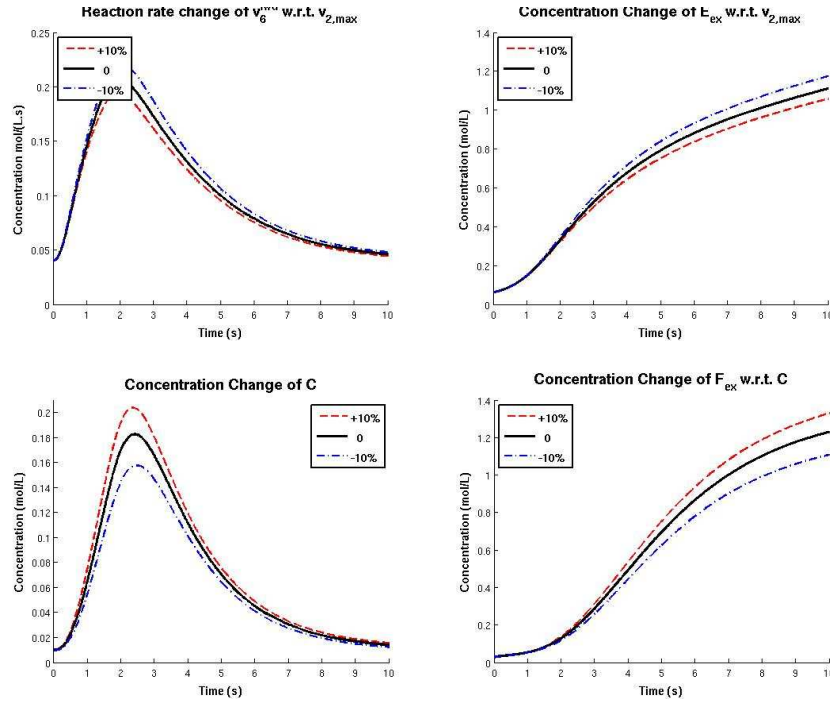 Reaction rate change of v6 w.r.t. v2,max
0.25
0.2
0.15
0.1
0.05
0
Concentration mol/(L.s)
+10%
0
-10%
0 1 2 3 4 5 6 7 8 9 10
Time (s)
Concentration Change of Eex w.r.t. v2,max
1.4
1.2
1
0.8
0.6
0.4
0.2
0
Concentration (mol/L)
+10%
0
-10%
0 1 2 3 4 5 6 7 8 9 10
Time (s)
Concentration Change of C
0.2
0.18
0.16
0.14
0.12
0.1
0.08
0.06
0.04
0.02
0
Concentration (mol/L)
+10%
0
-10%
0 1 2 3 4 5 6 7 8 9 10
Time (s)
Concentration Change of Fex w.r.t. C
1.4
1.2
1
0.8
0.6
0.4
0.2
0
Concentration (mol/L)
+10%
0
-10%
0 1 2 3 4 5 6 7 8 9 10
Time (s)